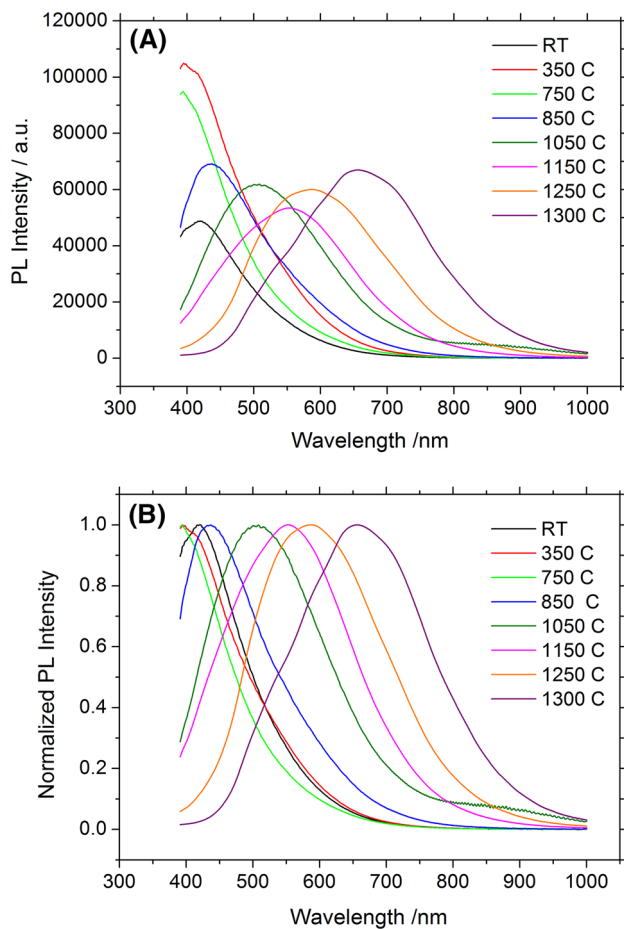 (A)
120000
100000
80000
60000
40000
20000
0
PL Intensity / a.u.
RT
350 C
750 C
850 C
1050 C
1150 C
1250 C
1300 C
300 400 500 600 700 800 900 1000
Wavelength /nm
(B)
1.0
0.8
0.6
0.4
0.2
0.0
Normalized PL Intensity
RT
350 C
750 C
850 C
1050 C
1150 C
1250 C
1300 C
300 400 500 600 700 800 900 1000
Wavelength /nm